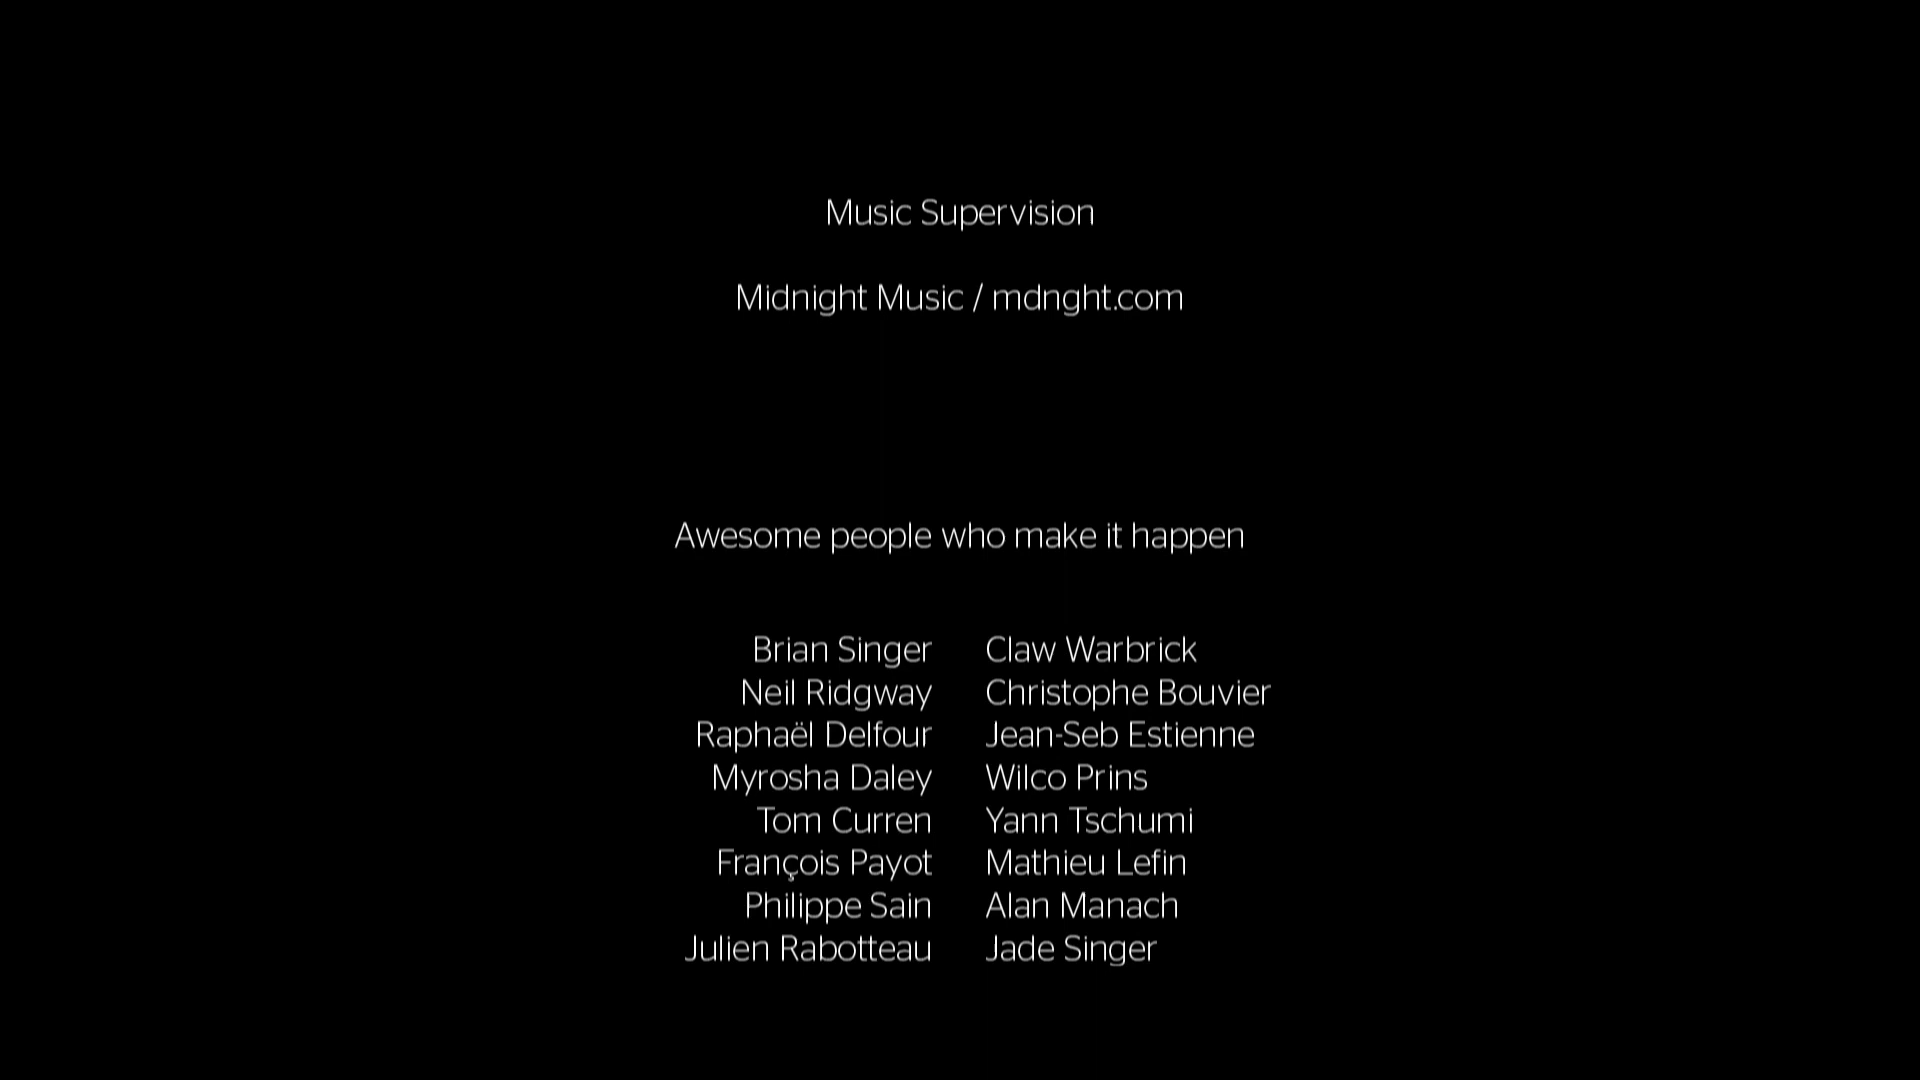 Music Supervision
Midnight Music / mdnght.com
Awesome people who make it happen
Brian Singer Claw Warbrick
Neil Ridgway Christophe Bouvier
Raphaël Delfour Jean-Seb Estienne
Myrosha Daley Wilco Prins
Tom Curren Yann Tschumi
François Payot Mathieu Lefin
Philippe Sain Alan Manach
Julien Rabotteau Jade Singer